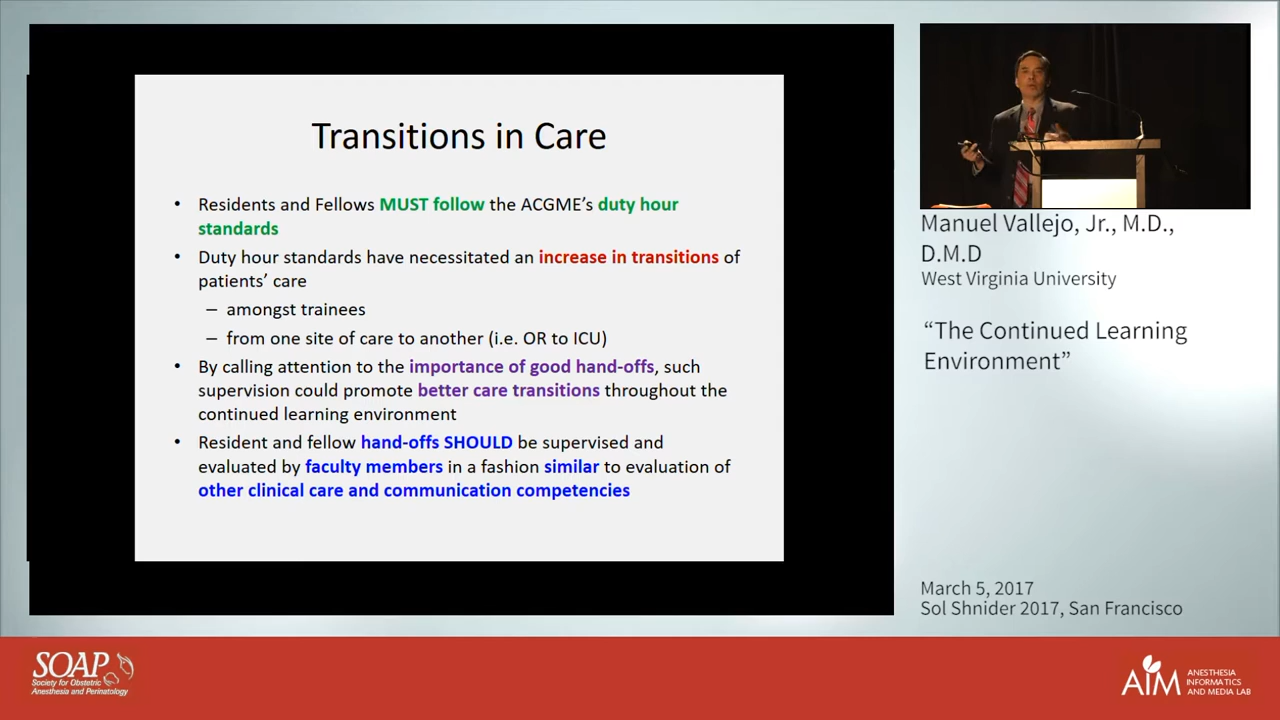 Transitions in Care
• Residents and Fellows MUST follow the ACGME’s duty hour
standards
• Duty hour standards have necessitated an increase in transitions of
patients’ care
– amongst trainees
– from one site of care to another (i.e. OR to ICU)
• By calling attention to the importance of good hand-offs, such
supervision could promote better care transitions throughout the
continued learning environment
• Resident and fellow hand-offs SHOULD be supervised and
evaluated by faculty members in a fashion similar to evaluation of
other clinical care and communication competencies
Manuel Vallejo, Jr., M.D.,
D.M.D
West Virginia University
“The Continued Learning
Environment”
March 5, 2017
Sol Shnider 2017, San Francisco
SOAP
Society for Obstetric
Anesthesia and Perinatology
AIM
ANESTHESIA
INFORMATICS
AND MEDIA LAB